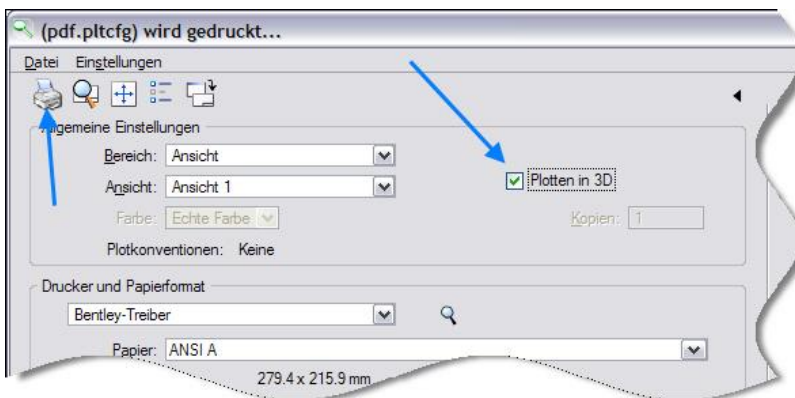 (pdf.pltcfg) wird gedruckt...
Datei Einstellungen
Allgemeine Einstellungen
Bereich: Ansicht
Ansicht: Ansicht 1
Plotten in 3D
Farbe: Echte Farbe
Kopien: 1
Plotkonventionen: Keine
Drucker und Papierformat
Bentley-Treiber
Papier: ANSI A
279.4 x 215.9 mm